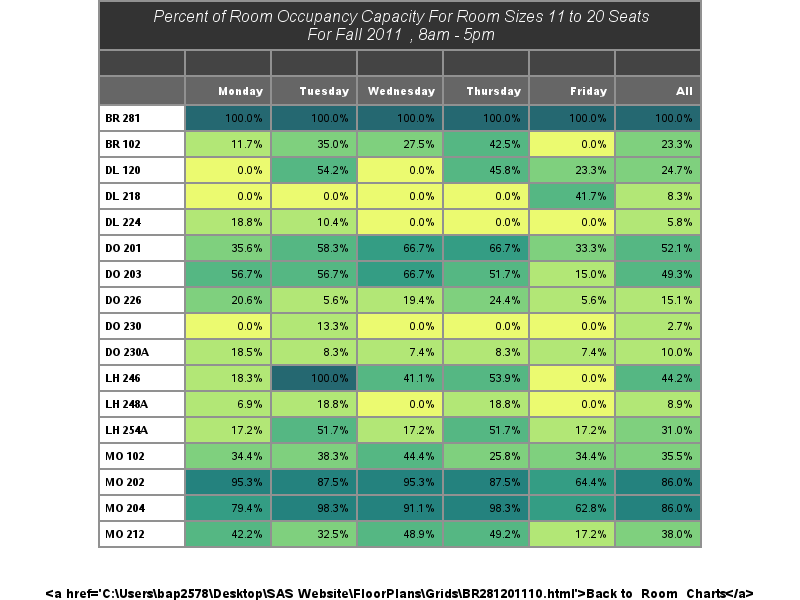 Percent of Room Occupancy Capacity For Room Sizes 11 to 20 Seats
For Fall 2011 , 8am - 5pm
Monday Tuesday Wednesday Thursday Friday All
BR 281 100.0% 100.0% 100.0% 100.0% 100.0% 100.0%
BR 102 11.7% 35.0% 27.5% 42.5% 0.0% 23.3%
DL 120 0.0% 54.2% 0.0% 45.8% 23.3% 24.7%
DL 218 0.0% 0.0% 0.0% 0.0% 41.7% 8.3%
DL 224 18.8% 10.4% 0.0% 0.0% 0.0% 5.8%
DO 201 35.6% 58.3% 66.7% 66.7% 33.3% 52.1%
DO 203 56.7% 56.7% 66.7% 51.7% 15.0% 49.3%
DO 226 20.6% 5.6% 19.4% 24.4% 5.6% 15.1%
DO 230 0.0% 13.3% 0.0% 0.0% 0.0% 2.7%
DO 230A 18.5% 8.3% 7.4% 8.3% 7.4% 10.0%
LH 246 18.3% 100.0% 41.1% 53.9% 0.0% 44.2%
LH 248A 6.9% 18.8% 0.0% 18.8% 0.0% 8.9%
LH 254A 17.2% 51.7% 17.2% 51.7% 17.2% 31.0%
MO 102 34.4% 38.3% 44.4% 25.8% 34.4% 35.5%
MO 202 95.3% 87.5% 95.3% 87.5% 64.4% 86.0%
MO 204 79.4% 98.3% 91.1% 98.3% 62.8% 86.0%
MO 212 42.2% 32.5% 48.9% 49.2% 17.2% 38.0%
<a href='C:\Users\bap2578\Desktop\SAS Website\FloorPlans\Grids\BR281201110.html'>Back to Room Charts</a>